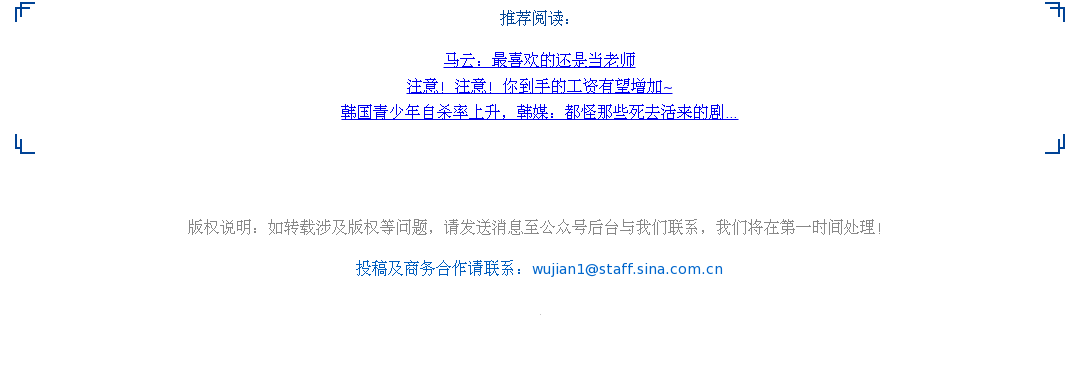 推荐阅读：
马云：最喜欢的还是当老师
注意！注意！你到手的工资有望增加~
韩国青少年自杀率上升，韩媒：都怪那些死去活来的剧...
版权说明：如转载涉及版权等问题，请发送消息至公众号后台与我们联系，我们将在第一时间处理！
投稿及商务合作请联系：wujian1@staff.sina.com.cn